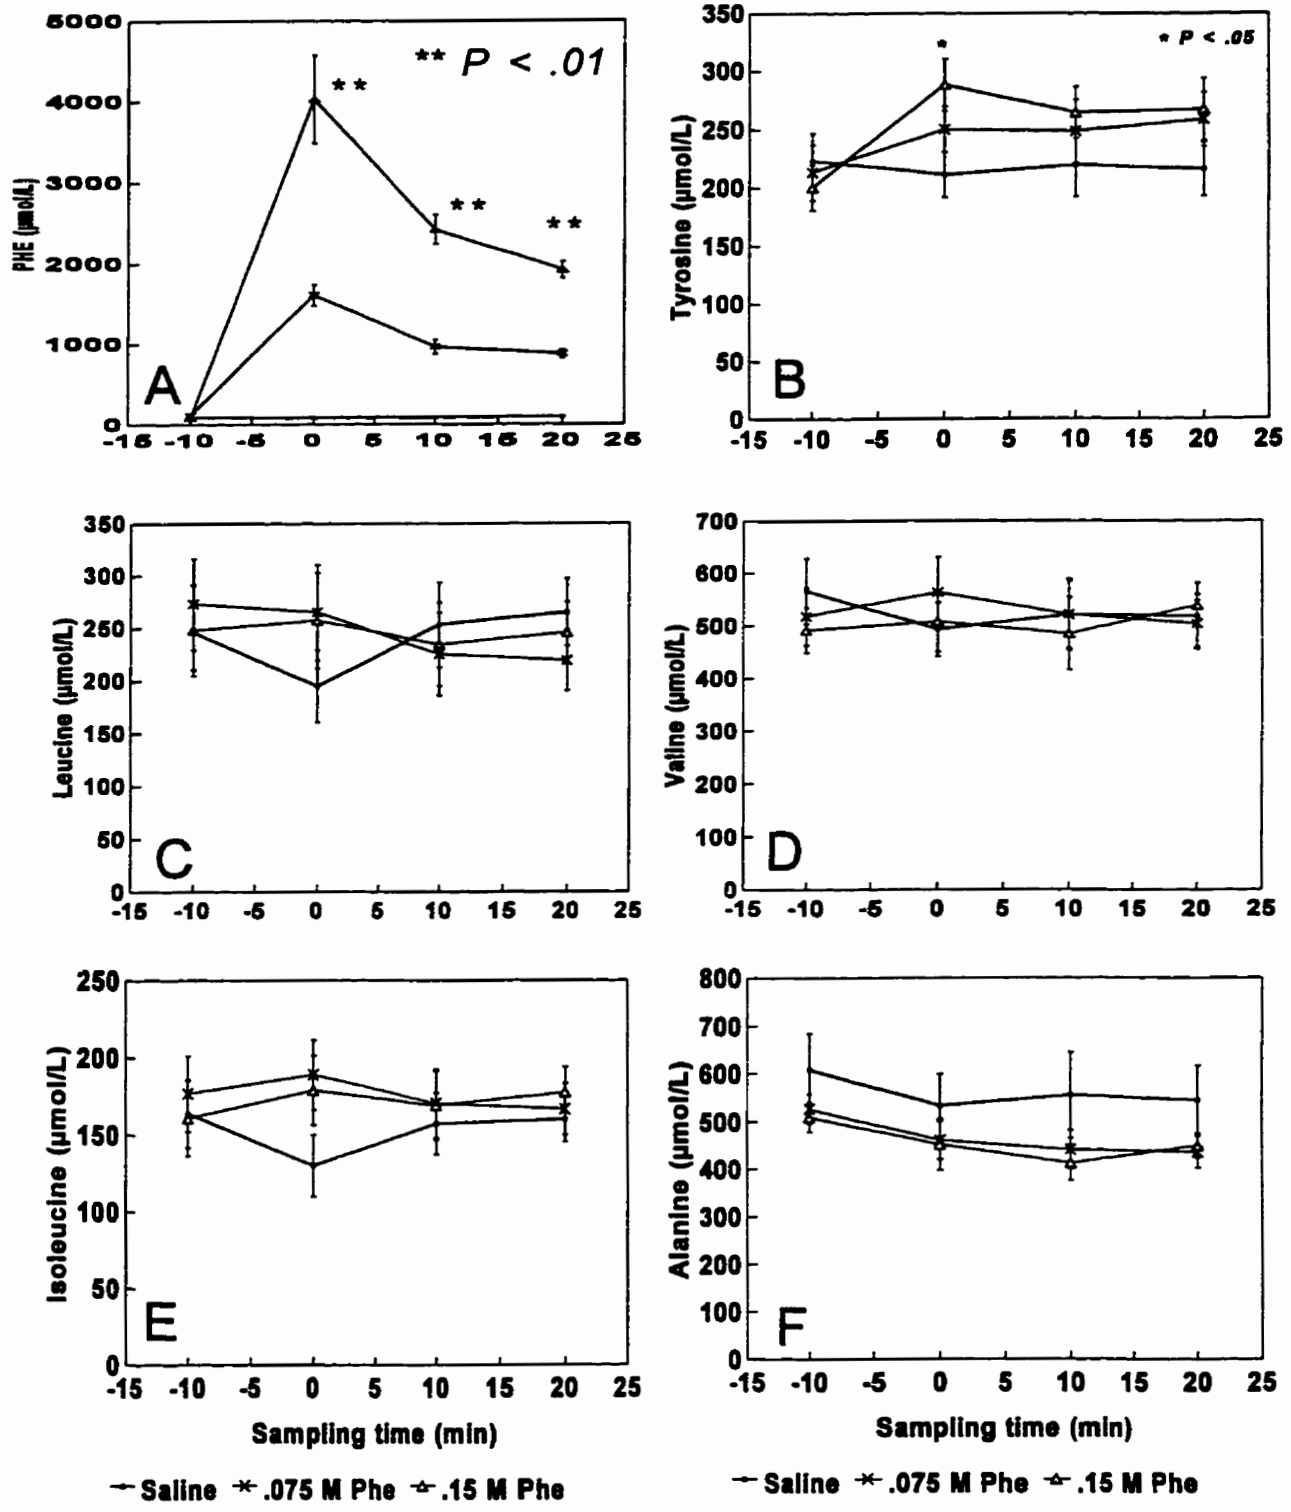 5000
4000
3000
2000
1000
0
PHE (µmol/L)
** P < .01
**
**
**
A
-15 -10 -5 0 5 10 15 20 25
350
300
250
200
150
100
50
0
Tyrosine (µmol/L)
* P < .05
*
B
-15 -10 -5 0 5 10 15 20 25
350
300
250
200
150
100
50
0
Leucine (µmol/L)
C
-15 -10 -5 0 5 10 15 20 25
700
600
500
400
300
200
100
0
Valine (µmol/L)
D
-15 -10 -5 0 5 10 15 20 25
250
200
150
100
50
0
Isoleucine (µmol/L)
E
-15 -10 -5 0 5 10 15 20 25
Sampling time (min)
Saline .075 M Phe .15 M Phe
800
700
600
500
400
300
200
100
0
Alanine (µmol/L)
F
-15 -10 -5 0 5 10 15 20 25
Sampling time (min)
Saline .075 M Phe .15 M Phe